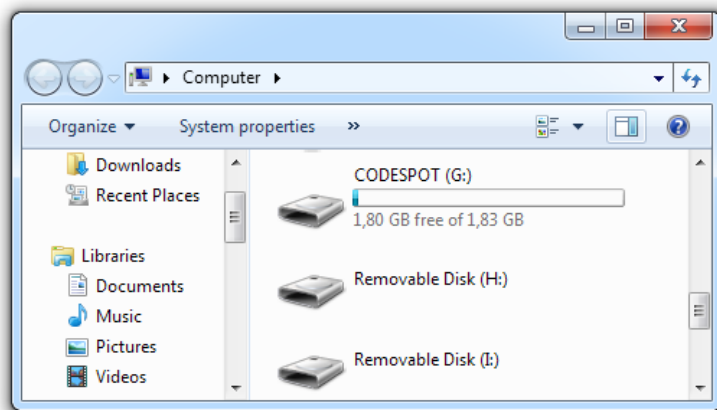 Computer
Organize
System properties
»
Downloads
Recent Places
Libraries
Documents
Music
Pictures
Videos
CODESPOT (G:)
1,80 GB free of 1,83 GB
Removable Disk (H:)
Removable Disk (I:)